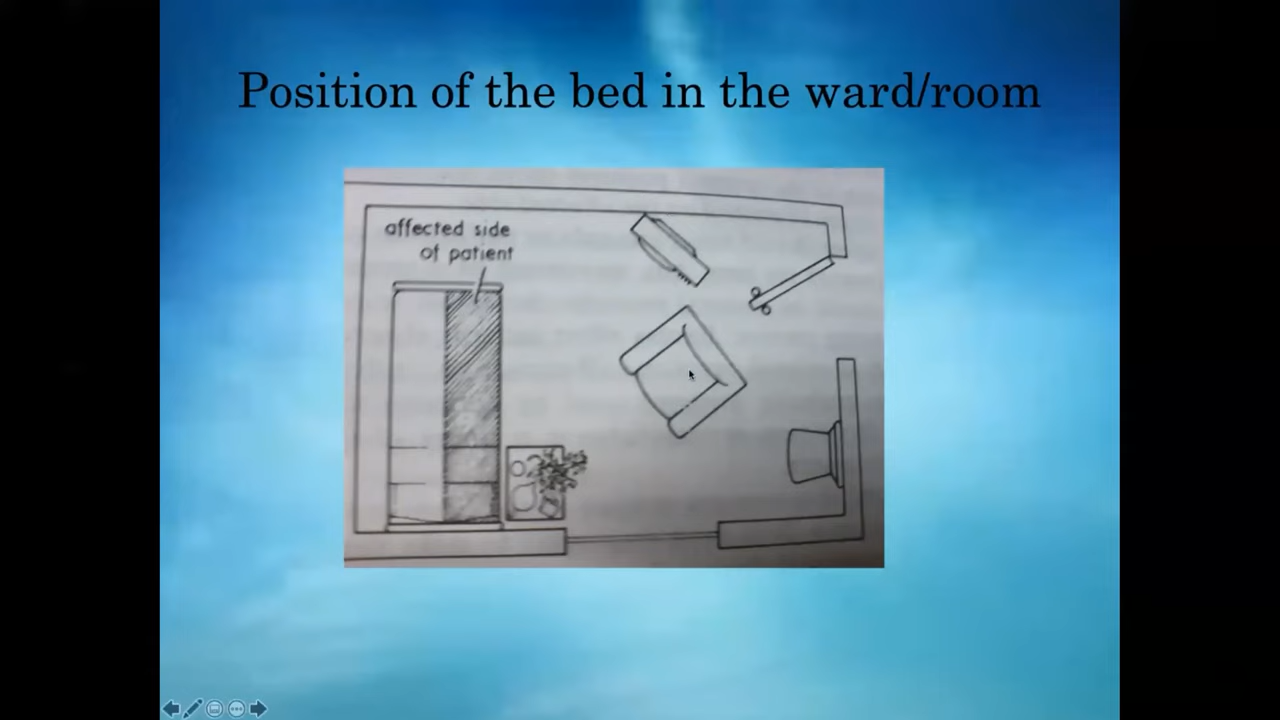 Position of the bed in the ward/room
affected side
of patient